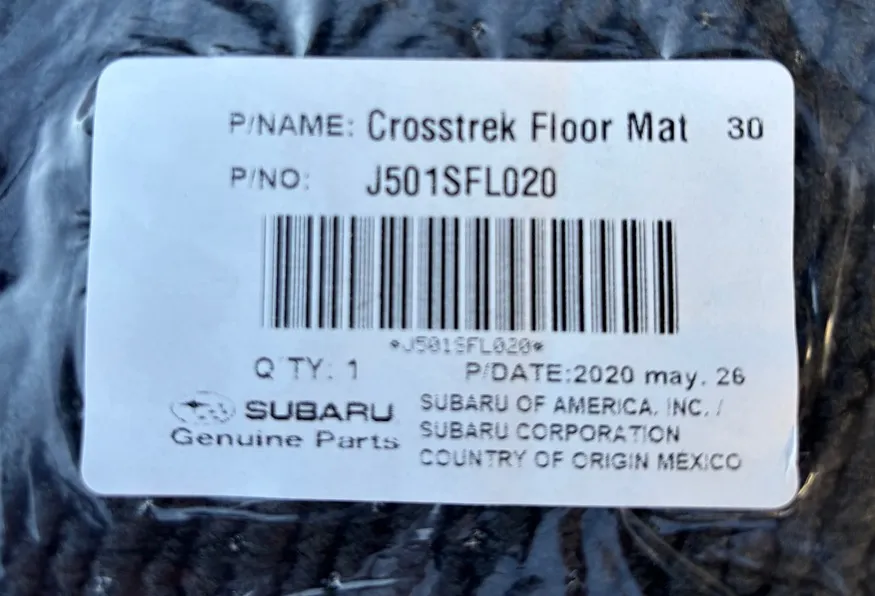 P/NAME: Crosstrek Floor Mat 30
P/NO: J501SFL020
*J501SFL020*
Q'TY: 1 P/DATE:2020 may. 26
SUBARU
Genuine Parts
SUBARU OF AMERICA, INC. /
SUBARU CORPORATION
COUNTRY OF ORIGIN MEXICO